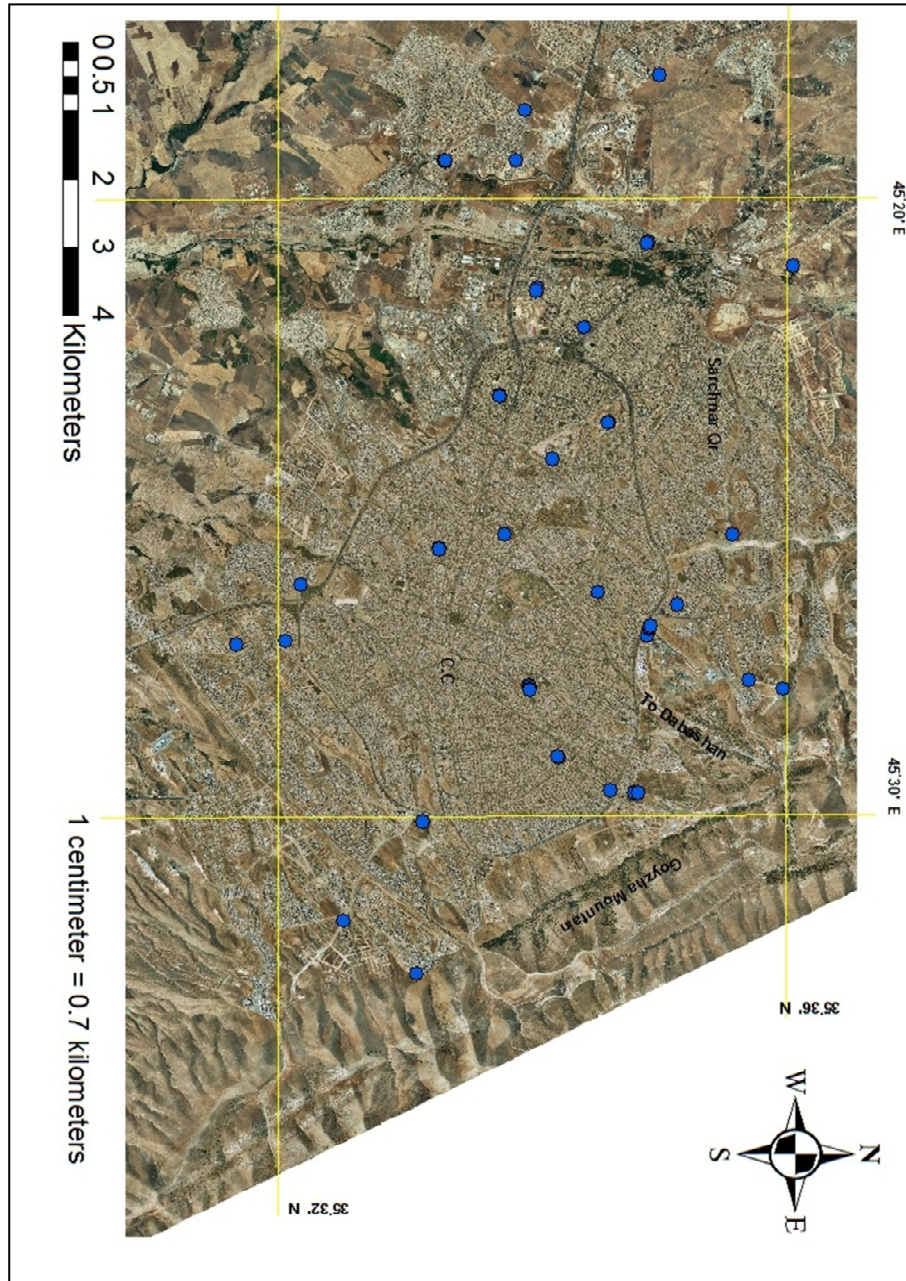 45°20' E
45°30' E
35°36' N
Sarchnar Qr
C.C
To Dabashan
Goyzha Mountain
35°32' N
0 0.5 1 2 3 4
Kilometers
1 centimeter = 0.7 kilometers
N
W
E
S